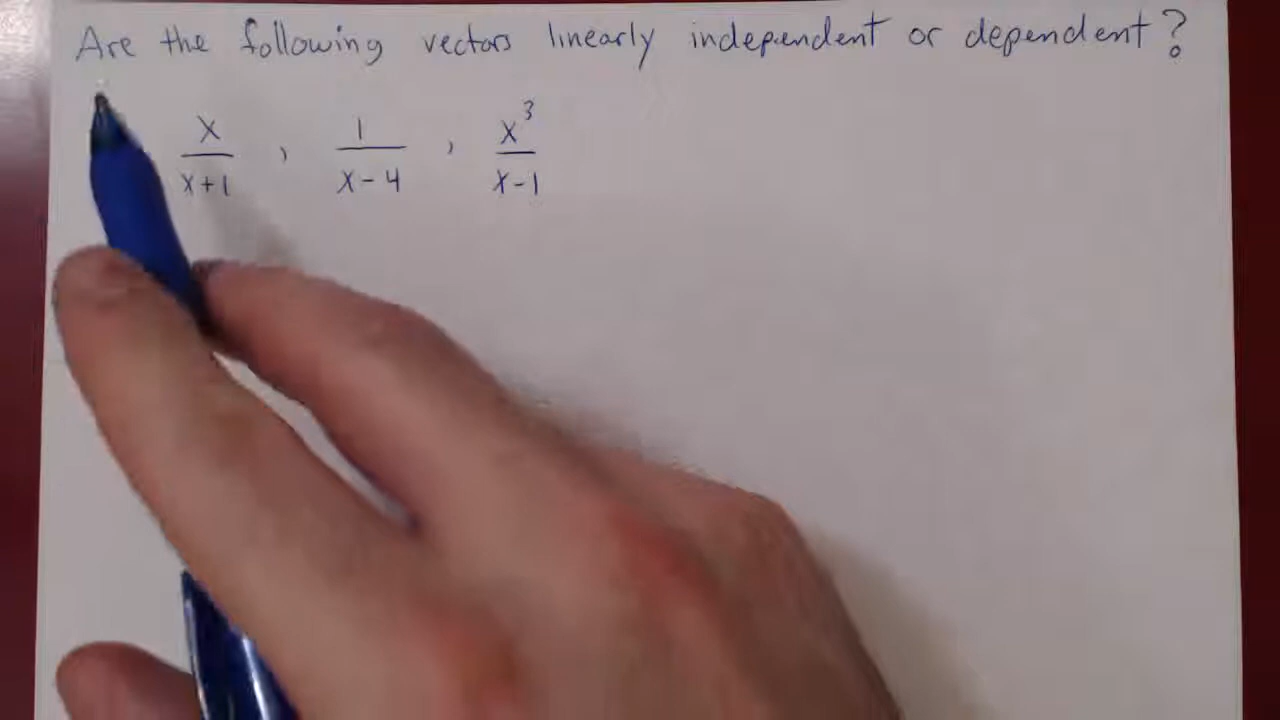 Are the following vectors linearly independent or dependent?
x/(x+1) , 1/(x-4) , x^3/(x-1)